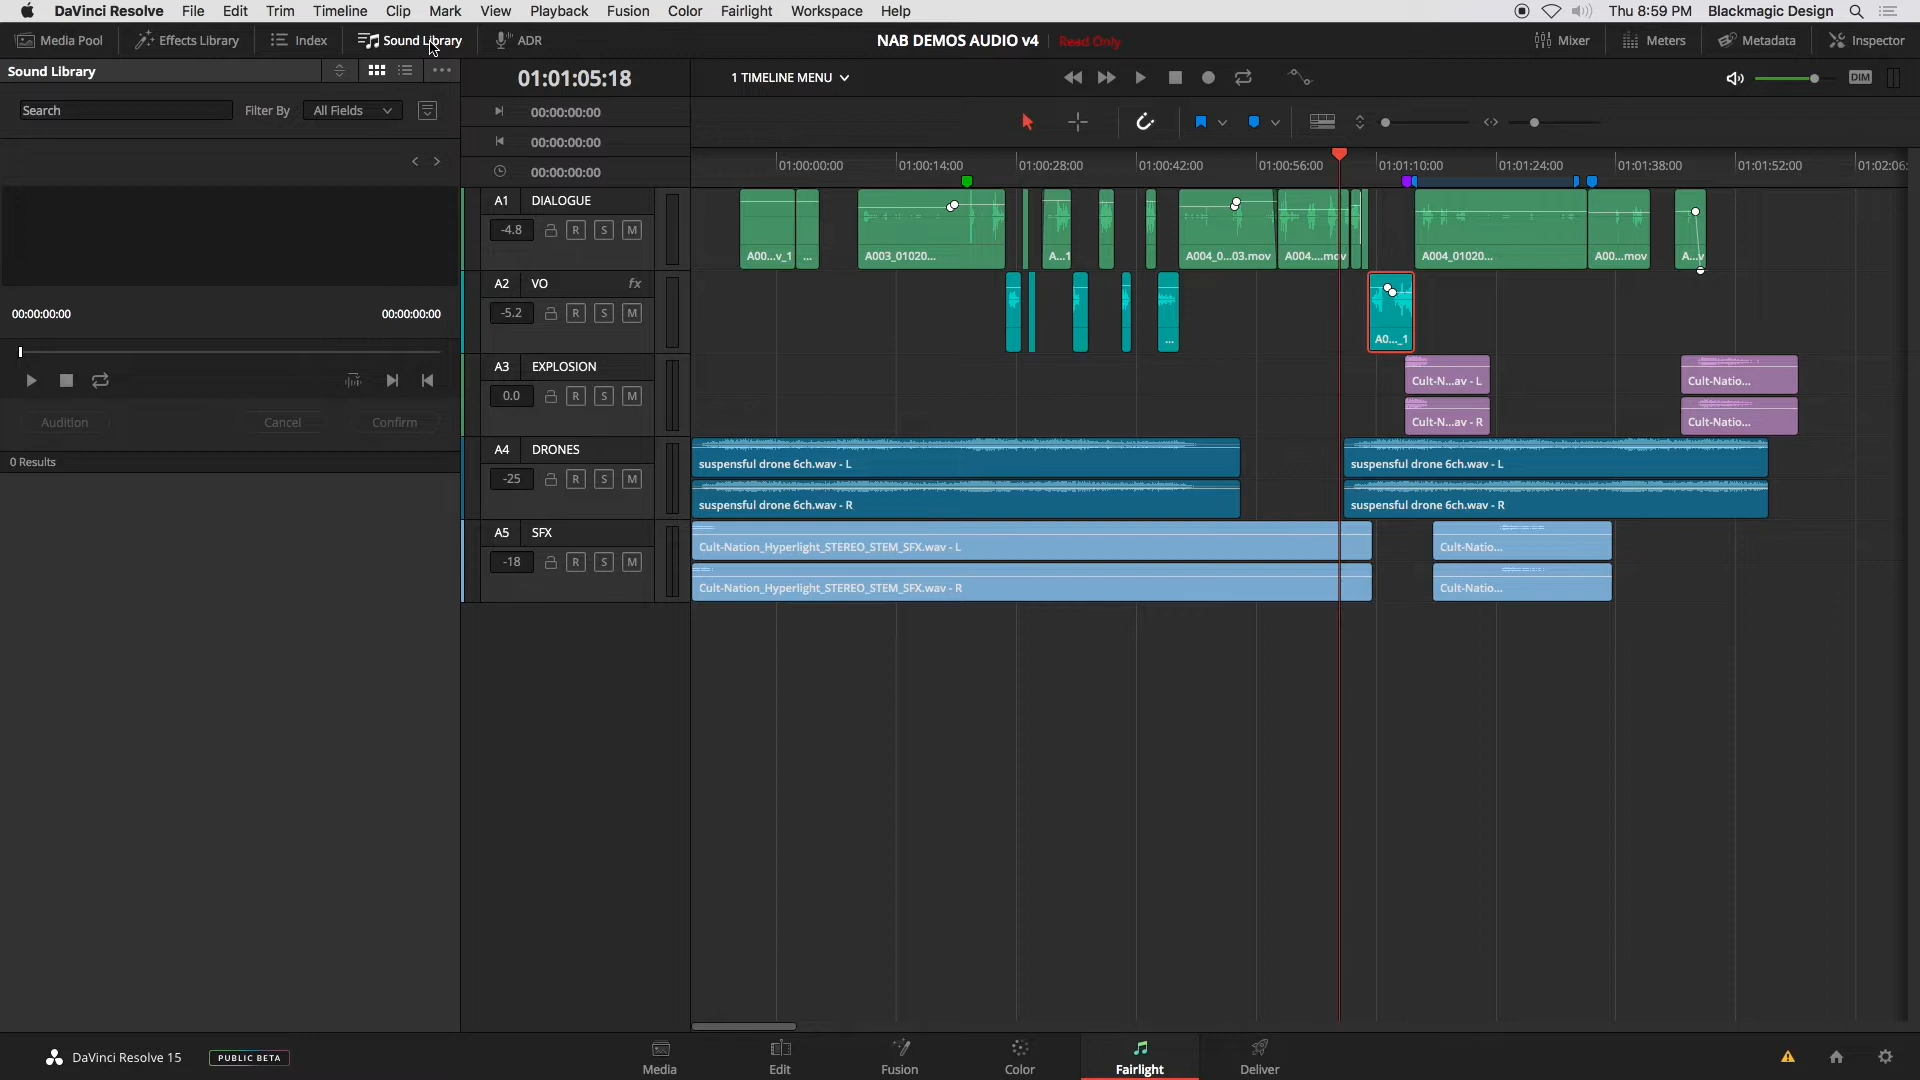 DaVinci Resolve File Edit Trim Timeline Clip Mark View Playback Fusion Color Fairlight Workspace Help Thu 8:59 PM Blackmagic Design
Media Pool Effects Library Index Sound Library ADR NAB DEMOS AUDIO v4 Read Only Mixer Meters Metadata Inspector
Sound Library 01:01:05:18 1 TIMELINE MENU DIM
Search Filter By All Fields 00:00:00:00
00:00:00:00
00:00:00:00
01:00:00:00 01:00:14:00 01:00:28:00 01:00:42:00 01:00:56:00 01:01:10:00 01:01:24:00 01:01:38:00 01:01:52:00 01:02:06:
A1 DIALOGUE
-4.8 R S M
A00...v_1 ... A003_01020... A...1 A004_0...03.mov A004....mov A004_01020... A00...mov A...v
A2 VO fx
-5.2 R S M
... A0..._1
00:00:00:00 00:00:00:00
A3 EXPLOSION
0.0 R S M
Cult-N...av - L Cult-Natio...
Cult-N...av - R Cult-Natio...
Audition Cancel Confirm
0 Results
A4 DRONES
-25 R S M
suspensful drone 6ch.wav - L suspensful drone 6ch.wav - L
suspensful drone 6ch.wav - R suspensful drone 6ch.wav - R
A5 SFX
-18 R S M
Cult-Nation_Hyperlight_STEREO_STEM_SFX.wav - L Cult-Natio...
Cult-Nation_Hyperlight_STEREO_STEM_SFX.wav - R Cult-Natio...
DaVinci Resolve 15 PUBLIC BETA
Media Edit Fusion Color Fairlight Deliver